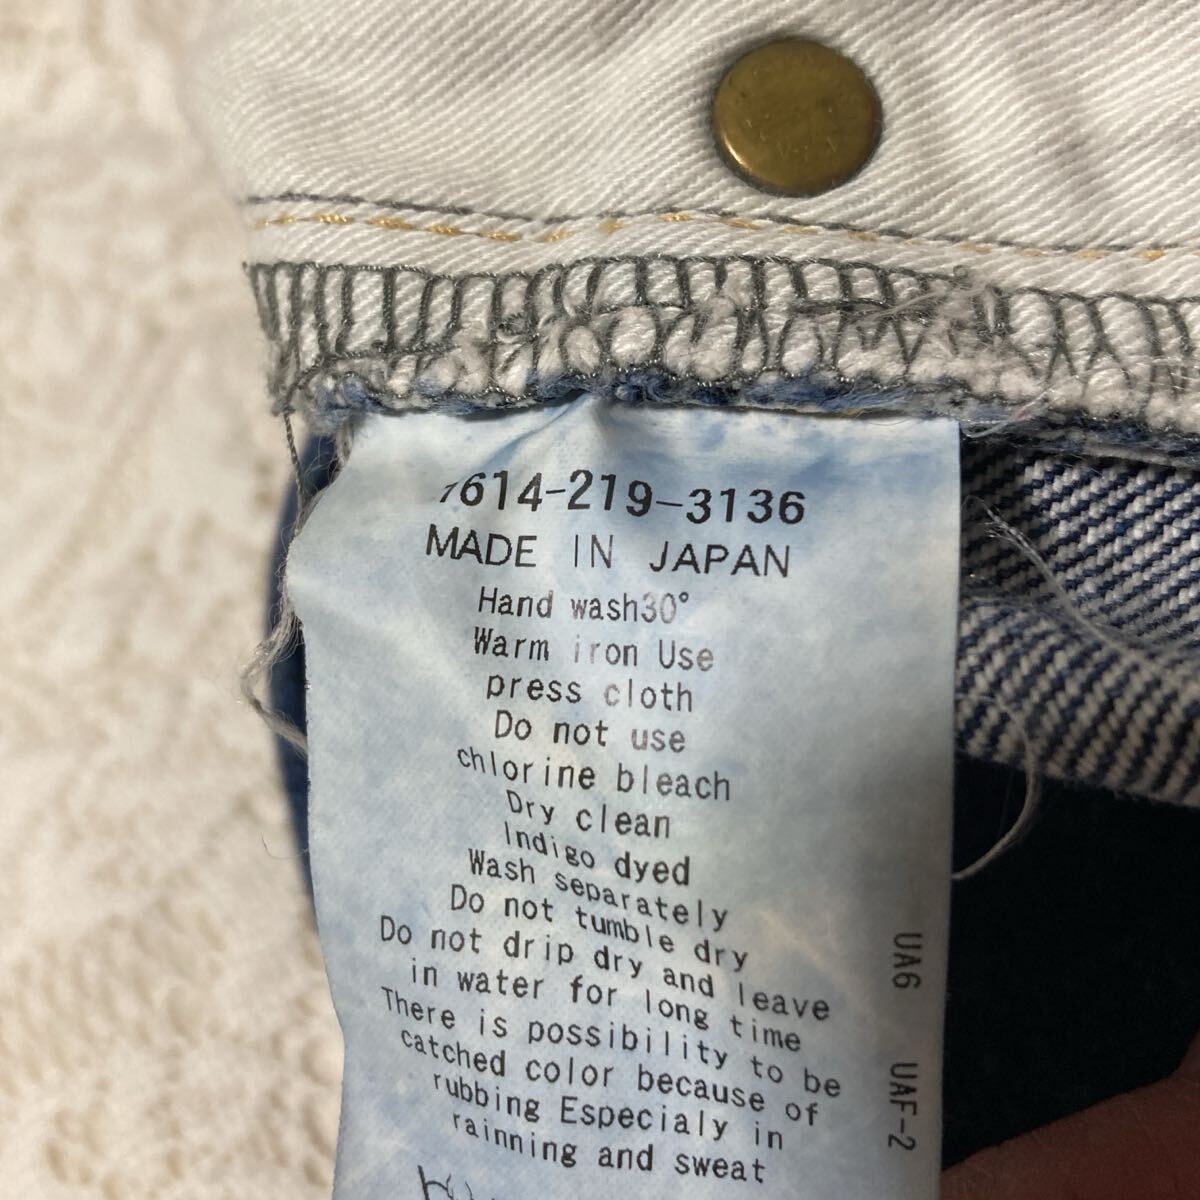 7614-219-3136
MADE IN JAPAN
Hand wash30°
Warm iron Use
press cloth
Do not use
chlorine bleach
Dry clean
Indigo dyed
Wash separately
Do not tumble dry
Do not drip dry and leave
in water for long time
There is possibility to be
catched color because of
rubbing Especialy in
rainning and sweat
UA6 UAF-2